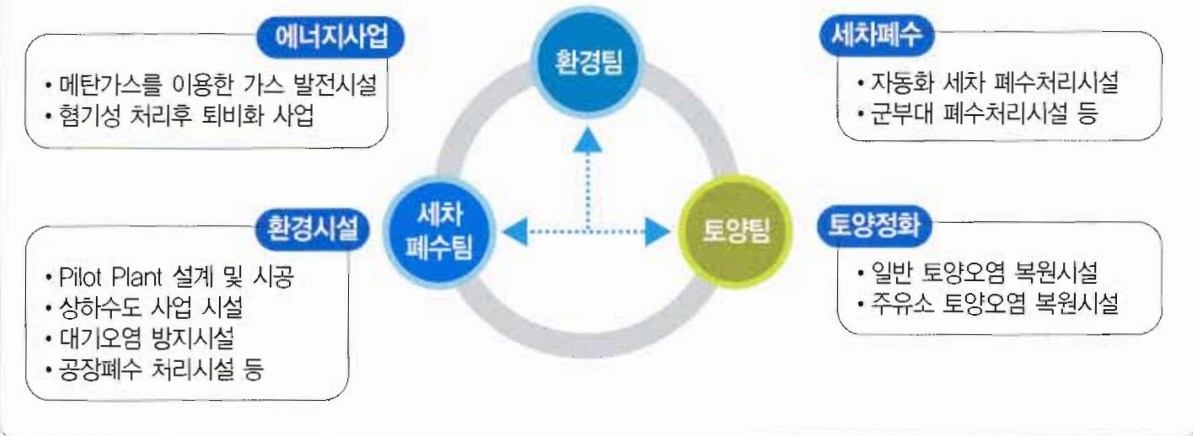 에너지사업
• 메탄가스를 이용한 가스 발전시설
• 혐기성 처리후 퇴비화 사업
환경팀
세차폐수
• 자동화 세차 폐수처리시설
• 군부대 폐수처리시설 등
환경시설
• Pilot Plant 설계 및 시공
• 상하수도 사업 시설
• 대기오염 방지시설
• 공장폐수 처리시설 등
세차
폐수팀
토양팀
토양정화
• 일반 토양오염 복원시설
• 주유소 토양오염 복원시설